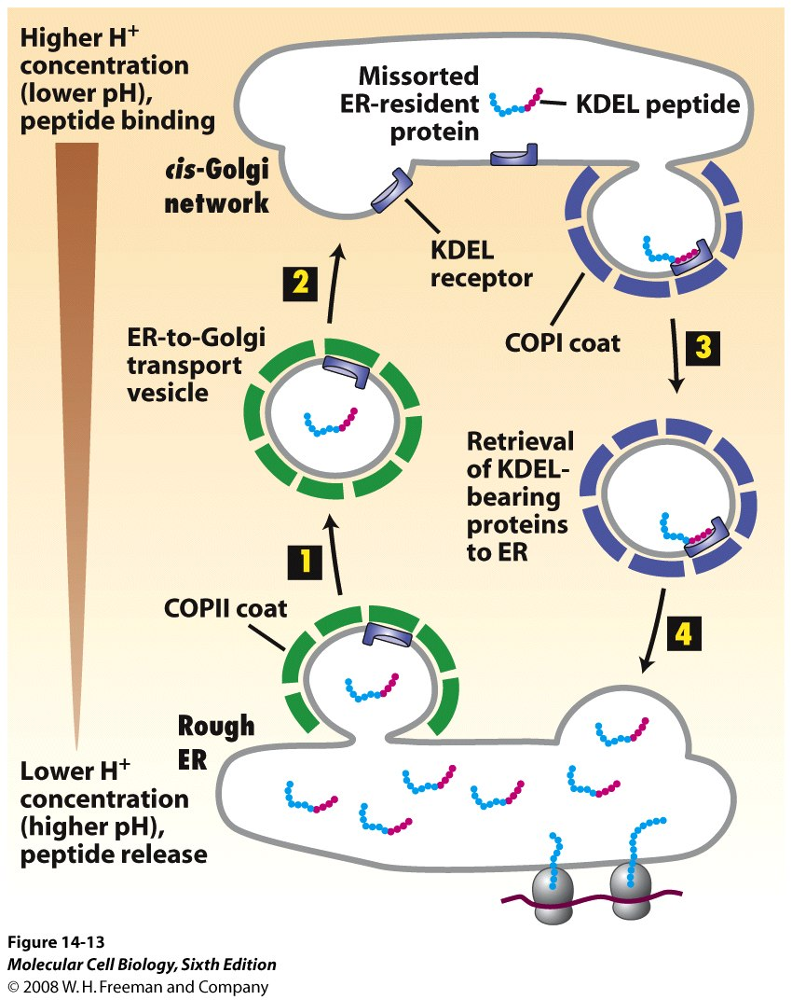 Higher H+
concentration
(lower pH),
peptide binding
Missorted
ER-resident
protein
KDEL peptide
cis-Golgi
network
KDEL
receptor
2
COPI coat
3
ER-to-Golgi
transport
vesicle
Retrieval
of KDEL-
bearing
proteins
to ER
1
COPII coat
4
Rough
ER
Lower H+
concentration
(higher pH),
peptide release
Figure 14-13
Molecular Cell Biology, Sixth Edition
© 2008 W. H. Freeman and Company